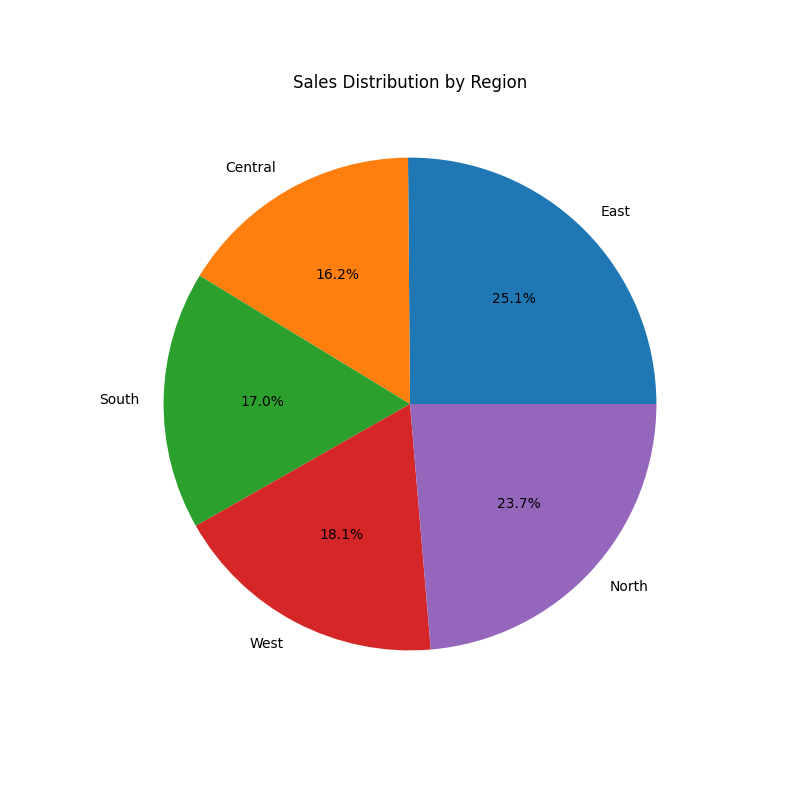 Sales Distribution by Region
Central
East
16.2%
25.1%
South
17.0%
23.7%
18.1%
North
West